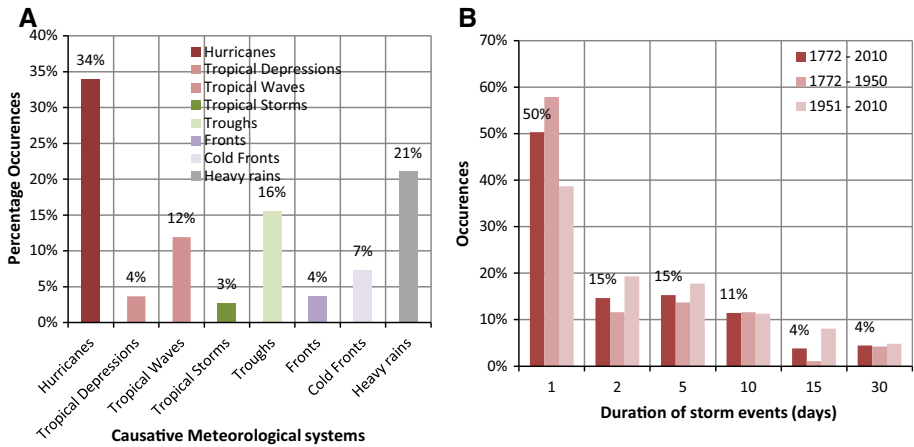 A
40%
35%
30%
25%
20%
15%
10%
5%
0%
Percentage Occurences
34%
4%
12%
3%
16%
4%
7%
21%
Hurricanes
Tropical Depressions
Tropical Waves
Tropical Storms
Troughs
Fronts
Cold Fronts
Heavy rains
Hurricanes
Tropical Depressions
Tropical Waves
Tropical Storms
Troughs
Fronts
Cold Fronts
Heavy rains
Causative Meteorological systems
B
70%
60%
50%
40%
30%
20%
10%
0%
Occurences
1772 - 2010
1772 - 1950
1951 - 2010
50%
15%
15%
11%
4%
4%
1
2
5
10
15
30
Duration of storm events (days)